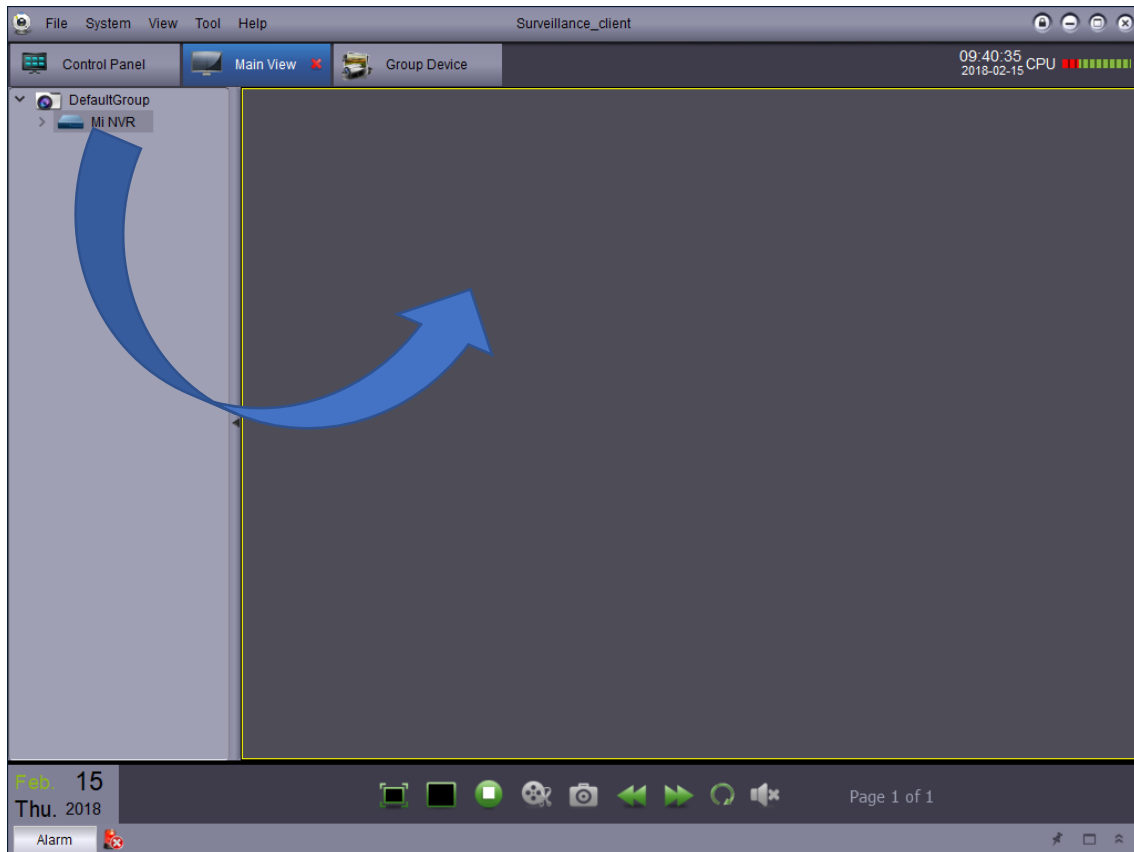 File System View Tool Help Surveillance_client
Control Panel Main View Group Device
09:40:35
2018-02-15 CPU
DefaultGroup
Mi NVR
Feb. 15
Thu. 2018
Page 1 of 1
Alarm